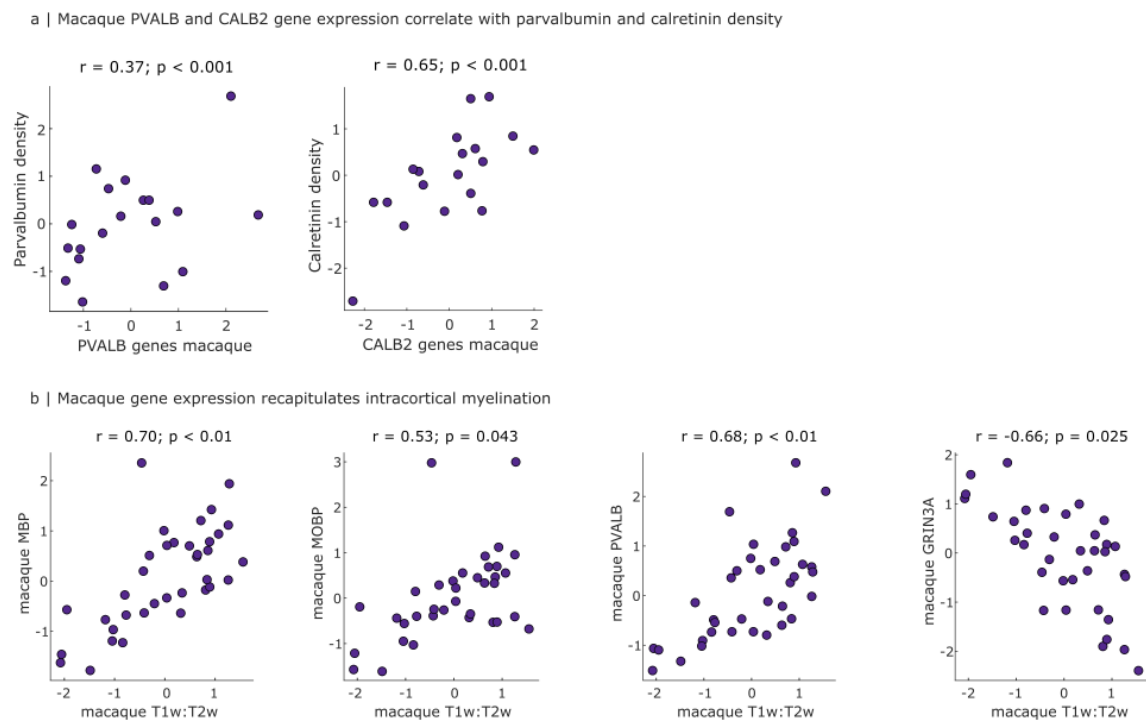 a | Macaque PVALB and CALB2 gene expression correlate with parvalbumin and calretinin density
r = 0.37; p < 0.001
r = 0.65; p < 0.001
Parvalbumin density
2
1
0
-1
-1 0 1 2
PVALB genes macaque
Calretinin density
1
0
-1
-2
-2 -1 0 1 2
CALB2 genes macaque
b | Macaque gene expression recapitulates intracortical myelination
r = 0.70; p < 0.01
r = 0.53; p = 0.043
r = 0.68; p < 0.01
r = -0.66; p = 0.025
macaque MBP
2
1
0
-1
-2 -1 0 1
macaque T1w:T2w
macaque MOBP
3
2
1
0
-1
-2 -1 0 1
macaque T1w:T2w
macaque PVALB
2
1
0
-1
-2 -1 0 1
macaque T1w:T2w
macaque GRIN3A
2
1
0
-1
-2
-2 -1 0 1
macaque T1w:T2w